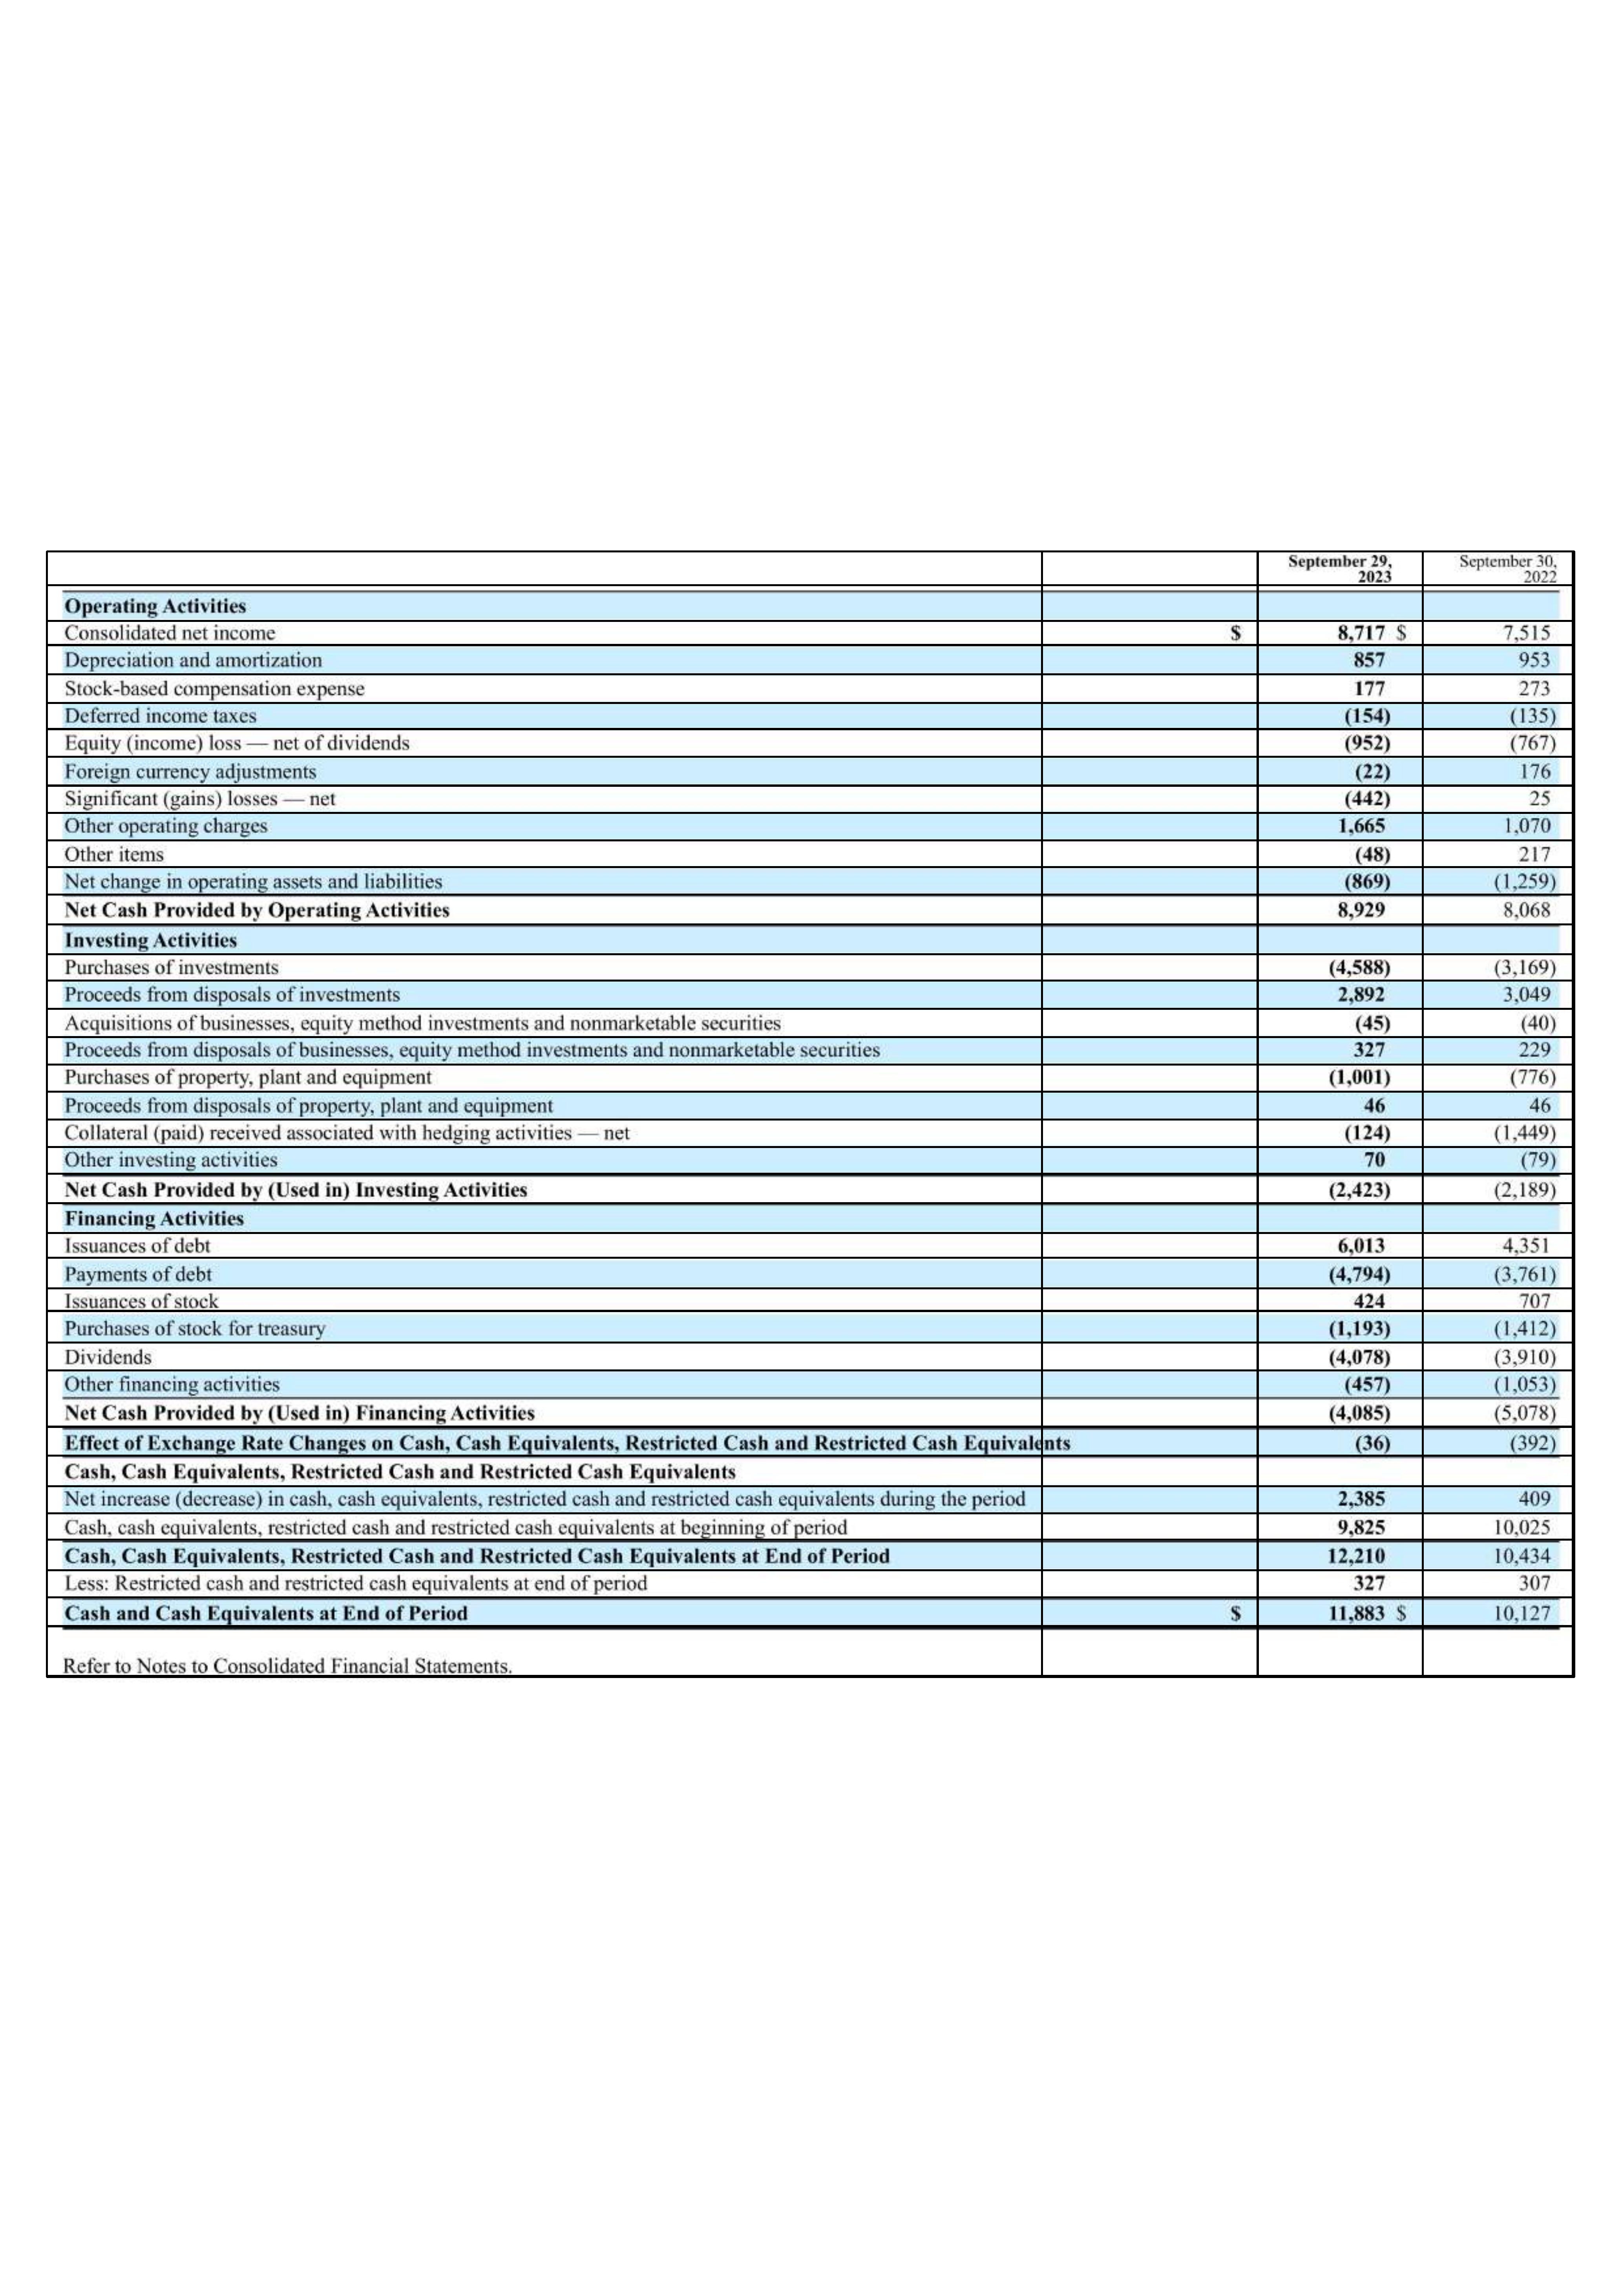 September 29, 2023 September 30, 2022
Operating Activities
Consolidated net income $ 8,717 $ 7,515
Depreciation and amortization 857 953
Stock-based compensation expense 177 273
Deferred income taxes (154) (135)
Equity (income) loss — net of dividends (952) (767)
Foreign currency adjustments (22) 176
Significant (gains) losses — net (442) 25
Other operating charges 1,665 1,070
Other items (48) 217
Net change in operating assets and liabilities (869) (1,259)
Net Cash Provided by Operating Activities 8,929 8,068
Investing Activities
Purchases of investments (4,588) (3,169)
Proceeds from disposals of investments 2,892 3,049
Acquisitions of businesses, equity method investments and nonmarketable securities (45) (40)
Proceeds from disposals of businesses, equity method investments and nonmarketable securities 327 229
Purchases of property, plant and equipment (1,001) (776)
Proceeds from disposals of property, plant and equipment 46 46
Collateral (paid) received associated with hedging activities — net (124) (1,449)
Other investing activities 70 (79)
Net Cash Provided by (Used in) Investing Activities (2,423) (2,189)
Financing Activities
Issuances of debt 6,013 4,351
Payments of debt (4,794) (3,761)
Issuances of stock 424 707
Purchases of stock for treasury (1,193) (1,412)
Dividends (4,078) (3,910)
Other financing activities (457) (1,053)
Net Cash Provided by (Used in) Financing Activities (4,085) (5,078)
Effect of Exchange Rate Changes on Cash, Cash Equivalents, Restricted Cash and Restricted Cash Equivalents (36) (392)
Cash, Cash Equivalents, Restricted Cash and Restricted Cash Equivalents
Net increase (decrease) in cash, cash equivalents, restricted cash and restricted cash equivalents during the period 2,385 409
Cash, cash equivalents, restricted cash and restricted cash equivalents at beginning of period 9,825 10,025
Cash, Cash Equivalents, Restricted Cash and Restricted Cash Equivalents at End of Period 12,210 10,434
Less: Restricted cash and restricted cash equivalents at end of period 327 307
Cash and Cash Equivalents at End of Period $ 11,883 $ 10,127
Refer to Notes to Consolidated Financial Statements.